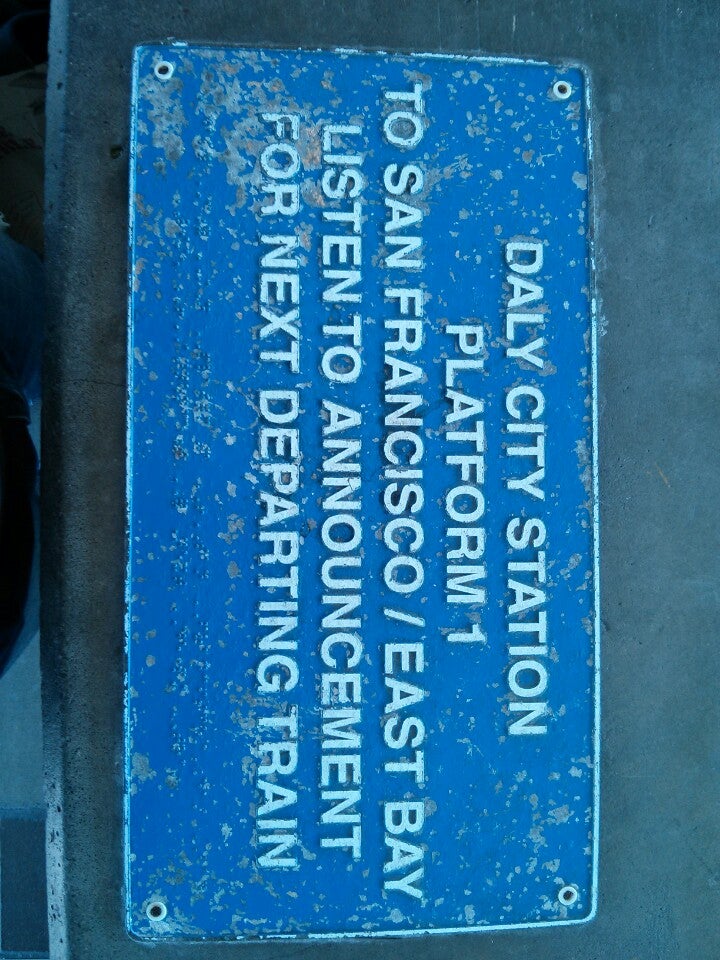 DALY CITY STATION
PLATFORM 1
TO SAN FRANCISCO / EAST BAY
LISTEN TO ANNOUNCEMENT
FOR NEXT DEPARTING TRAIN